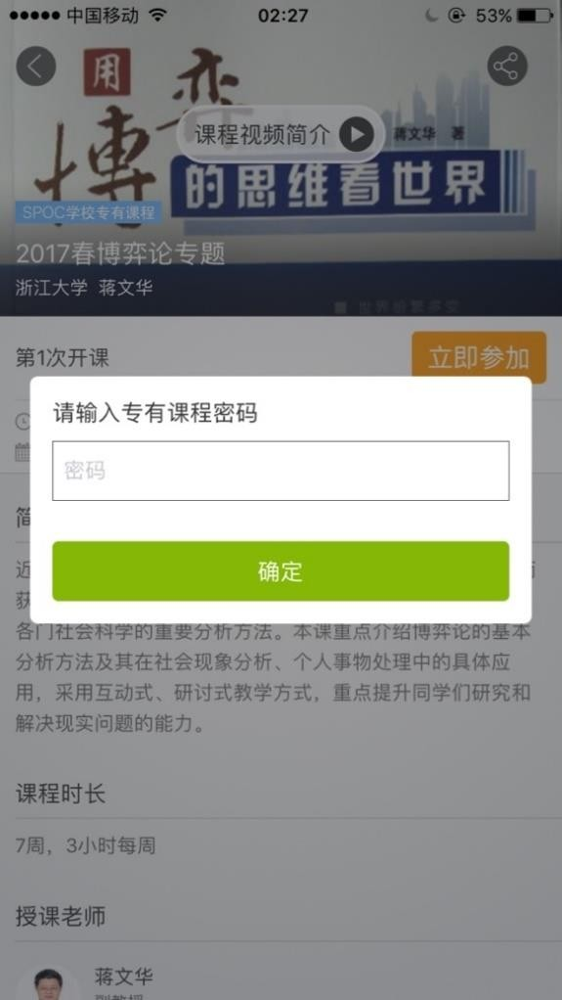 中国移动 02:27 53%
用
博弈
课程视频简介
蒋文华 著
的思维看世界
SPOC学校专有课程
2017春博弈论专题
浙江大学 蒋文华
世界纷繁多变
第1次开课
立即参加
请输入专有课程密码
密码
确定
简
近
获
各门社会科学的重要分析方法。本课重点介绍博弈论的基本
分析方法及其在社会现象分析、个人事物处理中的具体应
用，采用互动式、研讨式教学方式，重点提升同学们研究和
解决现实问题的能力。
课程时长
7周，3小时每周
授课老师
蒋文华
副教授